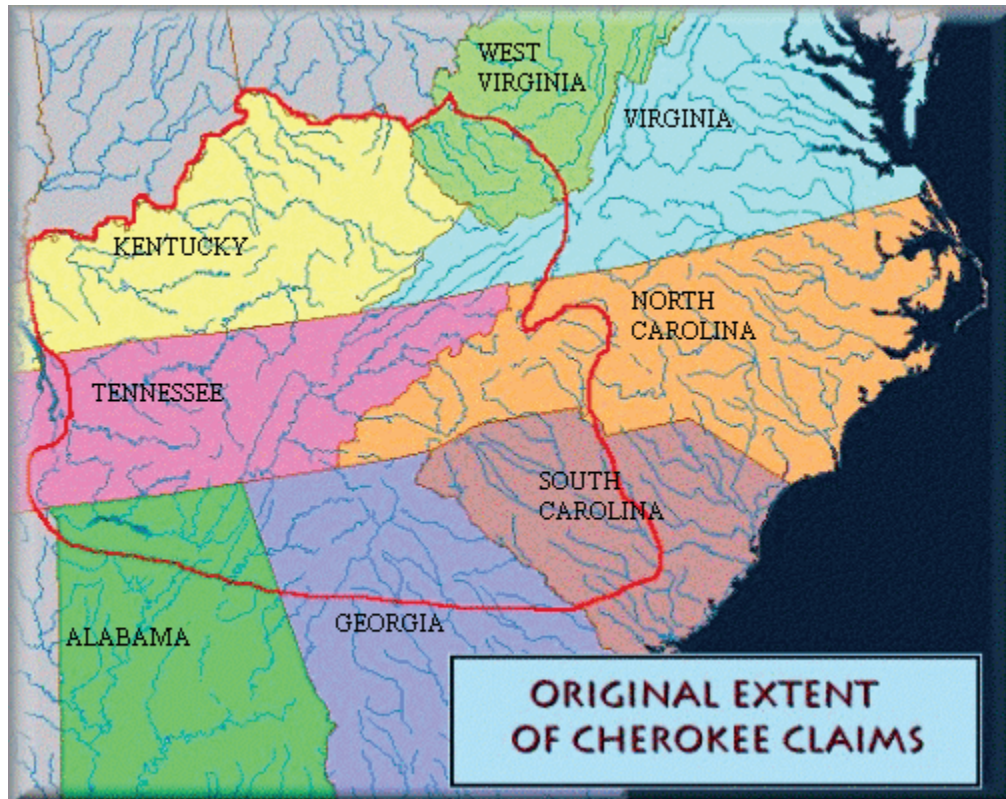 WEST
VIRGINIA
VIRGINIA
KENTUCKY
NORTH
CAROLINA
TENNESSEE
SOUTH
CAROLINA
GEORGIA
ALABAMA
ORIGINAL EXTENT
OF CHEROKEE CLAIMS